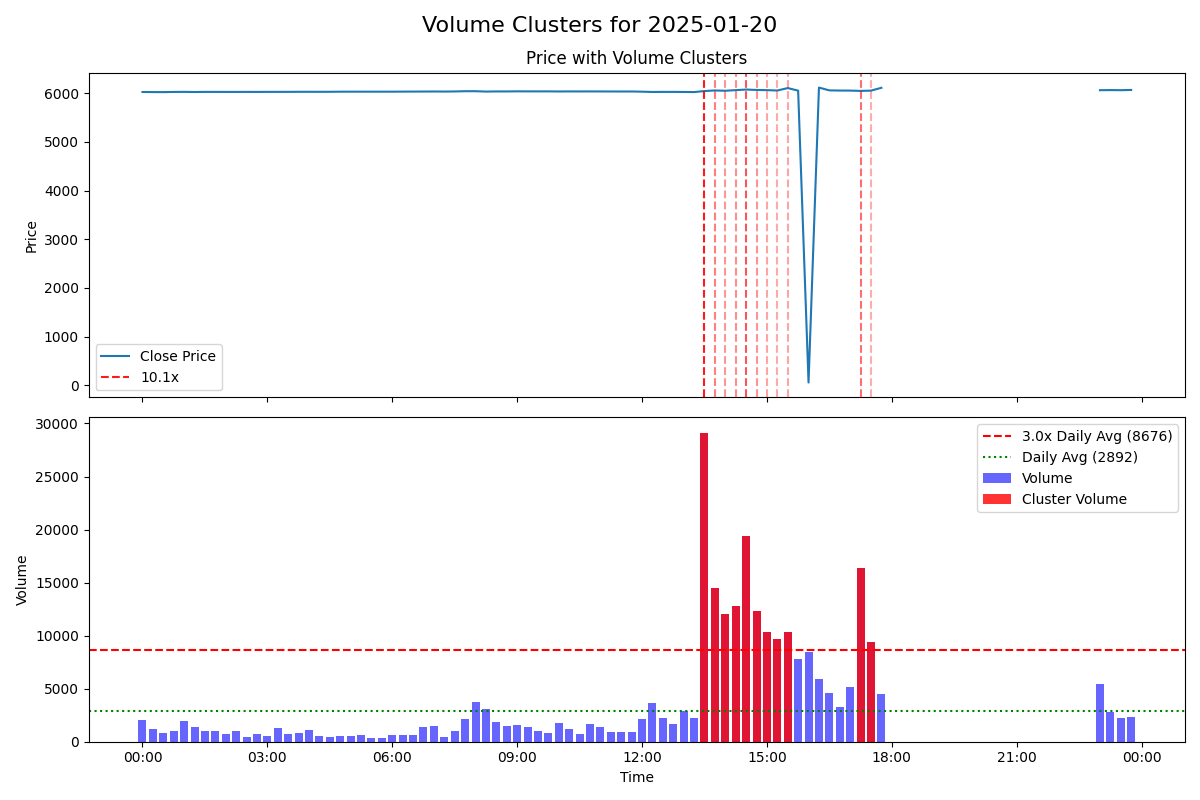 Volume Clusters for 2025-01-20
Price with Volume Clusters
6000
5000
4000
3000
2000
1000
0
Price
Close Price
10.1x
30000
25000
20000
15000
10000
5000
0
Volume
3.0x Daily Avg (8676)
Daily Avg (2892)
Volume
Cluster Volume
00:00 03:00 06:00 09:00 12:00 15:00 18:00 21:00 00:00
Time